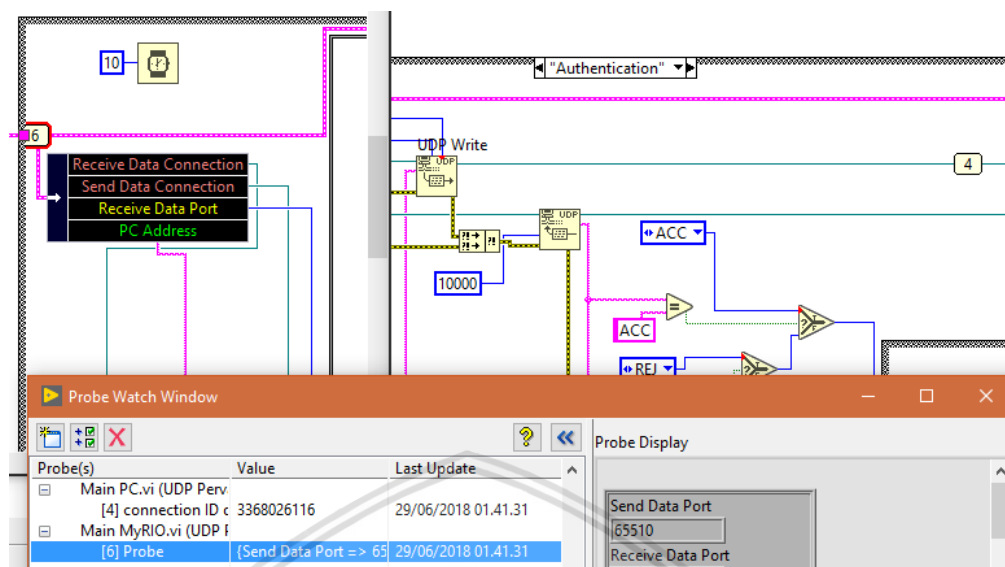 "Authentication"
10
UDP Write
UDP
6
Receive Data Connection
Send Data Connection
Receive Data Port
PC Address
4
UDP
ACC
10000
ACC
=
REJ
Probe Watch Window
Probe Display
Probe(s) Value Last Update
Main PC.vi (UDP Perv
[4] connection ID c 3368026116 29/06/2018 01.41.31
Main MyRIO.vi (UDP F
[6] Probe {Send Data Port => 65 29/06/2018 01.41.31
Send Data Port
65510
Receive Data Port